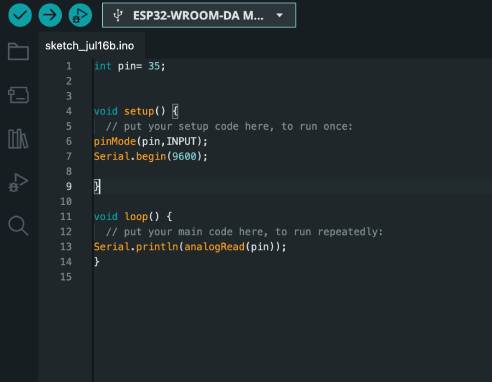 ESP32-WROOM-DA M...
sketch_jul16b.ino
1 int pin= 35;
2
3
4 void setup() {
5 // put your setup code here, to run once:
6 pinMode(pin,INPUT);
7 Serial.begin(9600);
8
9 }
10
11 void loop() {
12 // put your main code here, to run repeatedly:
13 Serial.println(analogRead(pin));
14 }
15